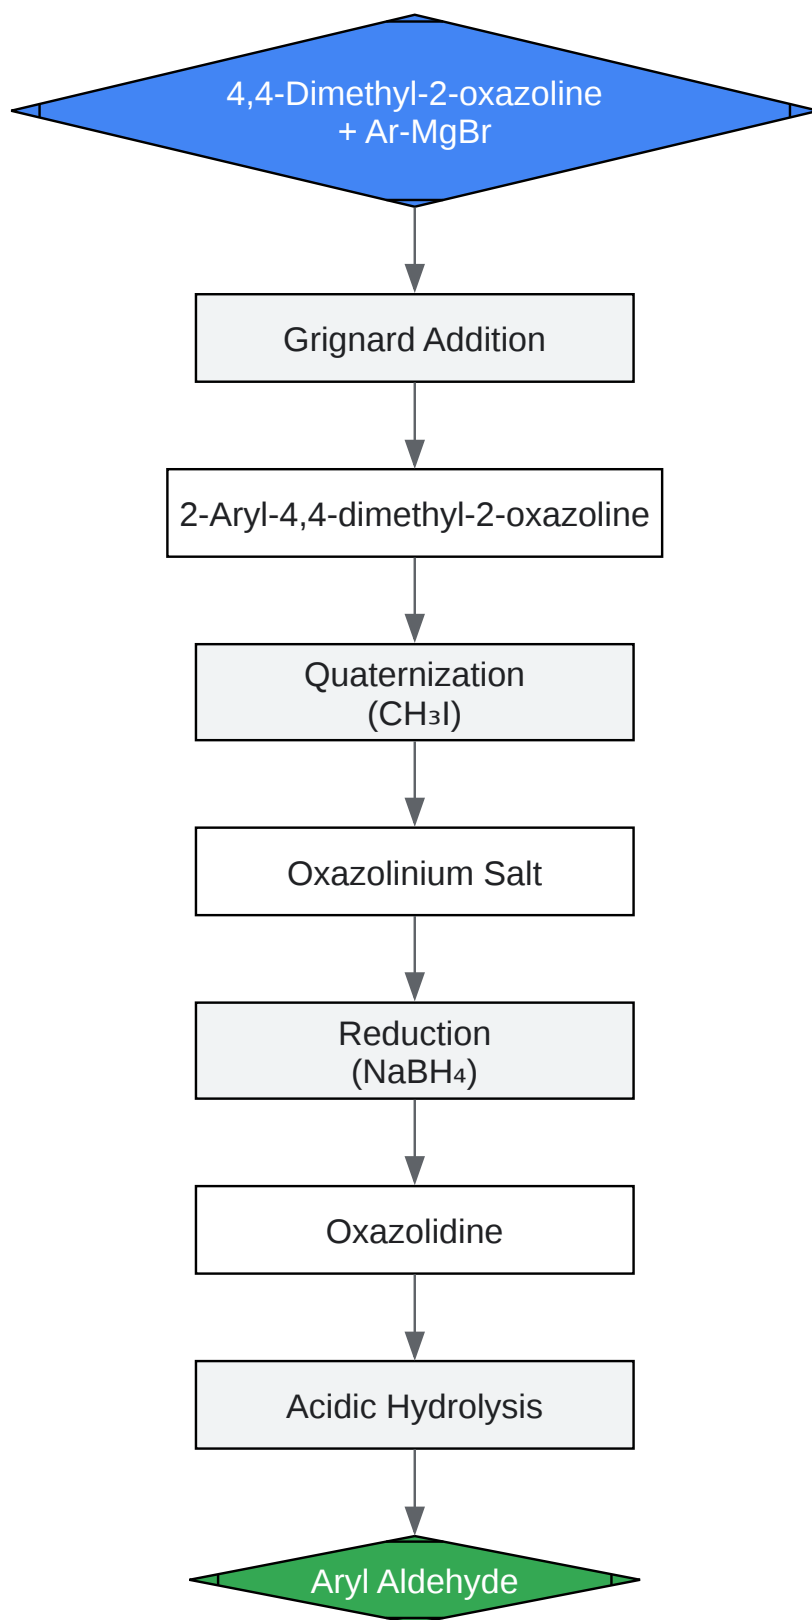 4,4-Dimethyl-2-oxazoline
+ Ar-MgBr
Grignard Addition
2-Aryl-4,4-dimethyl-2-oxazoline
Quaternization
(CH₃I)
Oxazolinium Salt
Reduction
(NaBH₄)
Oxazolidine
Acidic Hydrolysis
Aryl Aldehyde